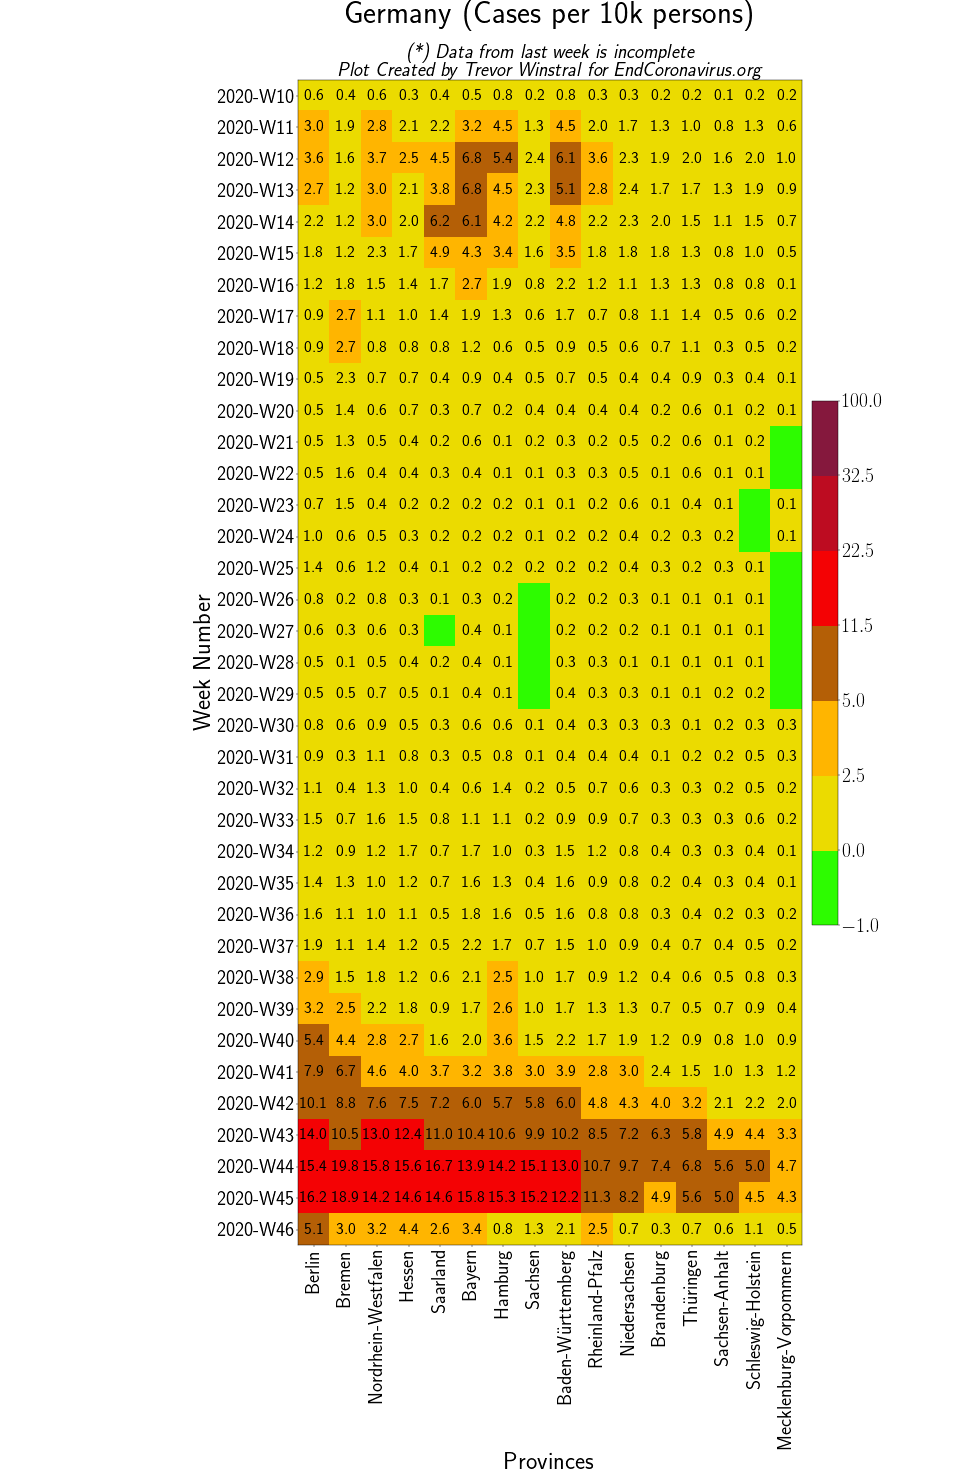 Germany (Cases per 10k persons)
(*) Data from last week is incomplete
Plot Created by Trevor Winstral for EndCoronavirus.org
2020-W10 0.6 0.4 0.6 0.3 0.4 0.5 0.8 0.2 0.8 0.3 0.3 0.2 0.2 0.1 0.2 0.2
2020-W11 3.0 1.9 2.8 2.1 2.2 3.2 4.5 1.3 4.5 2.0 1.7 1.3 1.0 0.8 1.3 0.6
2020-W12 3.6 1.6 3.7 2.5 4.5 6.8 5.4 2.4 6.1 3.6 2.3 1.9 2.0 1.6 2.0 1.0
2020-W13 2.7 1.2 3.0 2.1 3.8 6.8 4.5 2.3 5.1 2.8 2.4 1.7 1.7 1.3 1.9 0.9
2020-W14 2.2 1.2 3.0 2.0 6.2 6.1 4.2 2.2 4.8 2.2 2.3 2.0 1.5 1.1 1.5 0.7
2020-W15 1.8 1.2 2.3 1.7 4.9 4.3 3.4 1.6 3.5 1.8 1.8 1.8 1.3 0.8 1.0 0.5
2020-W16 1.2 1.8 1.5 1.4 1.7 2.7 1.9 0.8 2.2 1.2 1.1 1.3 1.3 0.8 0.8 0.1
2020-W17 0.9 2.7 1.1 1.0 1.4 1.9 1.3 0.6 1.7 0.7 0.8 1.1 1.4 0.5 0.6 0.2
2020-W18 0.9 2.7 0.8 0.8 0.8 1.2 0.6 0.5 0.9 0.5 0.6 0.7 1.1 0.3 0.5 0.2
2020-W19 0.5 2.3 0.7 0.7 0.4 0.9 0.4 0.5 0.7 0.5 0.4 0.4 0.9 0.3 0.4 0.1
2020-W20 0.5 1.4 0.6 0.7 0.3 0.7 0.2 0.4 0.4 0.4 0.4 0.2 0.6 0.1 0.2 0.1
2020-W21 0.5 1.3 0.5 0.4 0.2 0.6 0.1 0.2 0.3 0.2 0.5 0.2 0.6 0.1 0.2
2020-W22 0.5 1.6 0.4 0.4 0.3 0.4 0.1 0.1 0.3 0.3 0.5 0.1 0.6 0.1 0.1
2020-W23 0.7 1.5 0.4 0.2 0.2 0.2 0.2 0.1 0.1 0.2 0.6 0.1 0.4 0.1 0.1
2020-W24 1.0 0.6 0.5 0.3 0.2 0.2 0.2 0.1 0.2 0.2 0.4 0.2 0.3 0.2 0.1
2020-W25 1.4 0.6 1.2 0.4 0.1 0.2 0.2 0.2 0.2 0.2 0.4 0.3 0.2 0.3 0.1
2020-W26 0.8 0.2 0.8 0.3 0.1 0.3 0.2 0.2 0.2 0.3 0.1 0.1 0.1 0.1
2020-W27 0.6 0.3 0.6 0.3 0.4 0.1 0.2 0.2 0.2 0.1 0.1 0.1 0.1
2020-W28 0.5 0.1 0.5 0.4 0.2 0.4 0.1 0.3 0.3 0.1 0.1 0.1 0.1 0.1
2020-W29 0.5 0.5 0.7 0.5 0.1 0.4 0.1 0.4 0.3 0.3 0.1 0.1 0.2 0.2
2020-W30 0.8 0.6 0.9 0.5 0.3 0.6 0.6 0.1 0.4 0.3 0.3 0.3 0.1 0.2 0.3 0.3
2020-W31 0.9 0.3 1.1 0.8 0.3 0.5 0.8 0.1 0.4 0.4 0.4 0.1 0.2 0.2 0.5 0.3
2020-W32 1.1 0.4 1.3 1.0 0.4 0.6 1.4 0.2 0.5 0.7 0.6 0.3 0.3 0.2 0.5 0.2
2020-W33 1.5 0.7 1.6 1.5 0.8 1.1 1.1 0.2 0.9 0.9 0.7 0.3 0.3 0.3 0.6 0.2
2020-W34 1.2 0.9 1.2 1.7 0.7 1.7 1.0 0.3 1.5 1.2 0.8 0.4 0.3 0.3 0.4 0.1
2020-W35 1.4 1.3 1.0 1.2 0.7 1.6 1.3 0.4 1.6 0.9 0.8 0.2 0.4 0.3 0.4 0.1
2020-W36 1.6 1.1 1.0 1.1 0.5 1.8 1.6 0.5 1.6 0.8 0.8 0.3 0.4 0.2 0.3 0.2
2020-W37 1.9 1.1 1.4 1.2 0.5 2.2 1.7 0.7 1.5 1.0 0.9 0.4 0.7 0.4 0.5 0.2
2020-W38 2.9 1.5 1.8 1.2 0.6 2.1 2.5 1.0 1.7 0.9 1.2 0.4 0.6 0.5 0.8 0.3
2020-W39 3.2 2.5 2.2 1.8 0.9 1.7 2.6 1.0 1.7 1.3 1.3 0.7 0.5 0.7 0.9 0.4
2020-W40 5.4 4.4 2.8 2.7 1.6 2.0 3.6 1.5 2.2 1.7 1.9 1.2 0.9 0.8 1.0 0.9
2020-W41 7.9 6.7 4.6 4.0 3.7 3.2 3.8 3.0 3.9 2.8 3.0 2.4 1.5 1.0 1.3 1.2
2020-W42 10.1 8.8 7.6 7.5 7.2 6.0 5.7 5.8 6.0 4.8 4.3 4.0 3.2 2.1 2.2 2.0
2020-W43 14.0 10.5 13.0 12.4 11.0 10.4 10.6 9.9 10.2 8.5 7.2 6.3 5.8 4.9 4.4 3.3
2020-W44 15.4 19.8 15.8 15.6 16.7 13.9 14.2 15.1 13.0 10.7 9.7 7.4 6.8 5.6 5.0 4.7
2020-W45 16.2 18.9 14.2 14.6 14.6 15.8 15.3 15.2 12.2 11.3 8.2 4.9 5.6 5.0 4.5 4.3
2020-W46 5.1 3.0 3.2 4.4 2.6 3.4 0.8 1.3 2.1 2.5 0.7 0.3 0.7 0.6 1.1 0.5
Week Number
Berlin
Bremen
Nordrhein-Westfalen
Hessen
Saarland
Bayern
Hamburg
Sachsen
Baden-Württemberg
Rheinland-Pfalz
Niedersachsen
Brandenburg
Thüringen
Sachsen-Anhalt
Schleswig-Holstein
Mecklenburg-Vorpommern
Provinces
100.0
32.5
22.5
11.5
5.0
2.5
0.0
−1.0